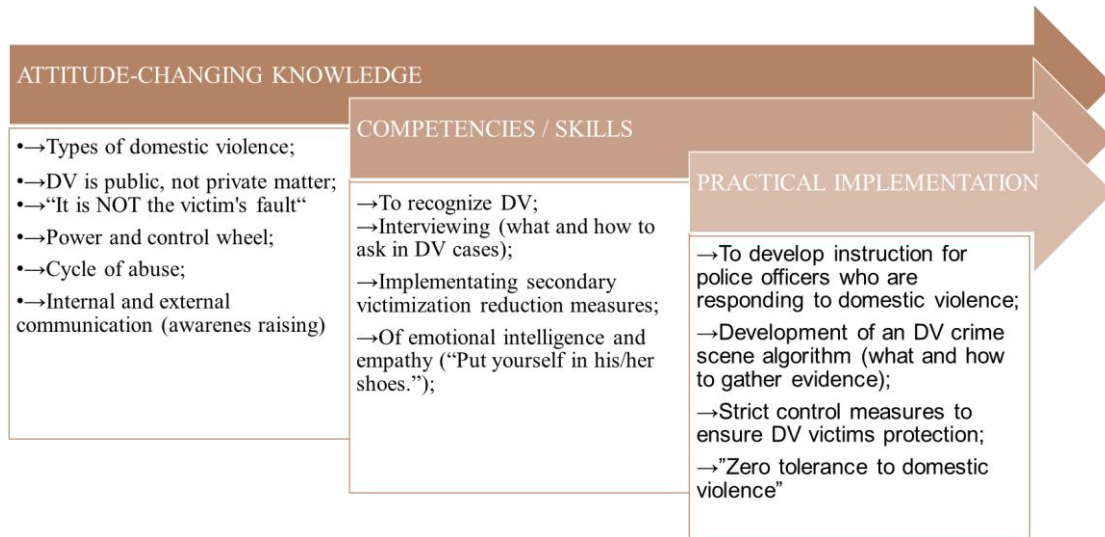 ATTITUDE-CHANGING KNOWLEDGE
•→Types of domestic violence;
•→DV is public, not private matter;
•→“It is NOT the victim's fault“
•→Power and control wheel;
•→Cycle of abuse;
•→Internal and external
communication (awarenes raising)
COMPETENCIES / SKILLS
→To recognize DV;
→Interviewing (what and how to
ask in DV cases);
→Implementating secondary
victimization reduction measures;
→Of emotional intelligence and
empathy (“Put yourself in his/her
shoes.”);
PRACTICAL IMPLEMENTATION
→To develop instruction for
police officers who are
responding to domestic violence;
→Development of an DV crime
scene algorithm (what and how
to gather evidence);
→Strict control measures to
ensure DV victims protection;
→”Zero tolerance to domestic
violence”